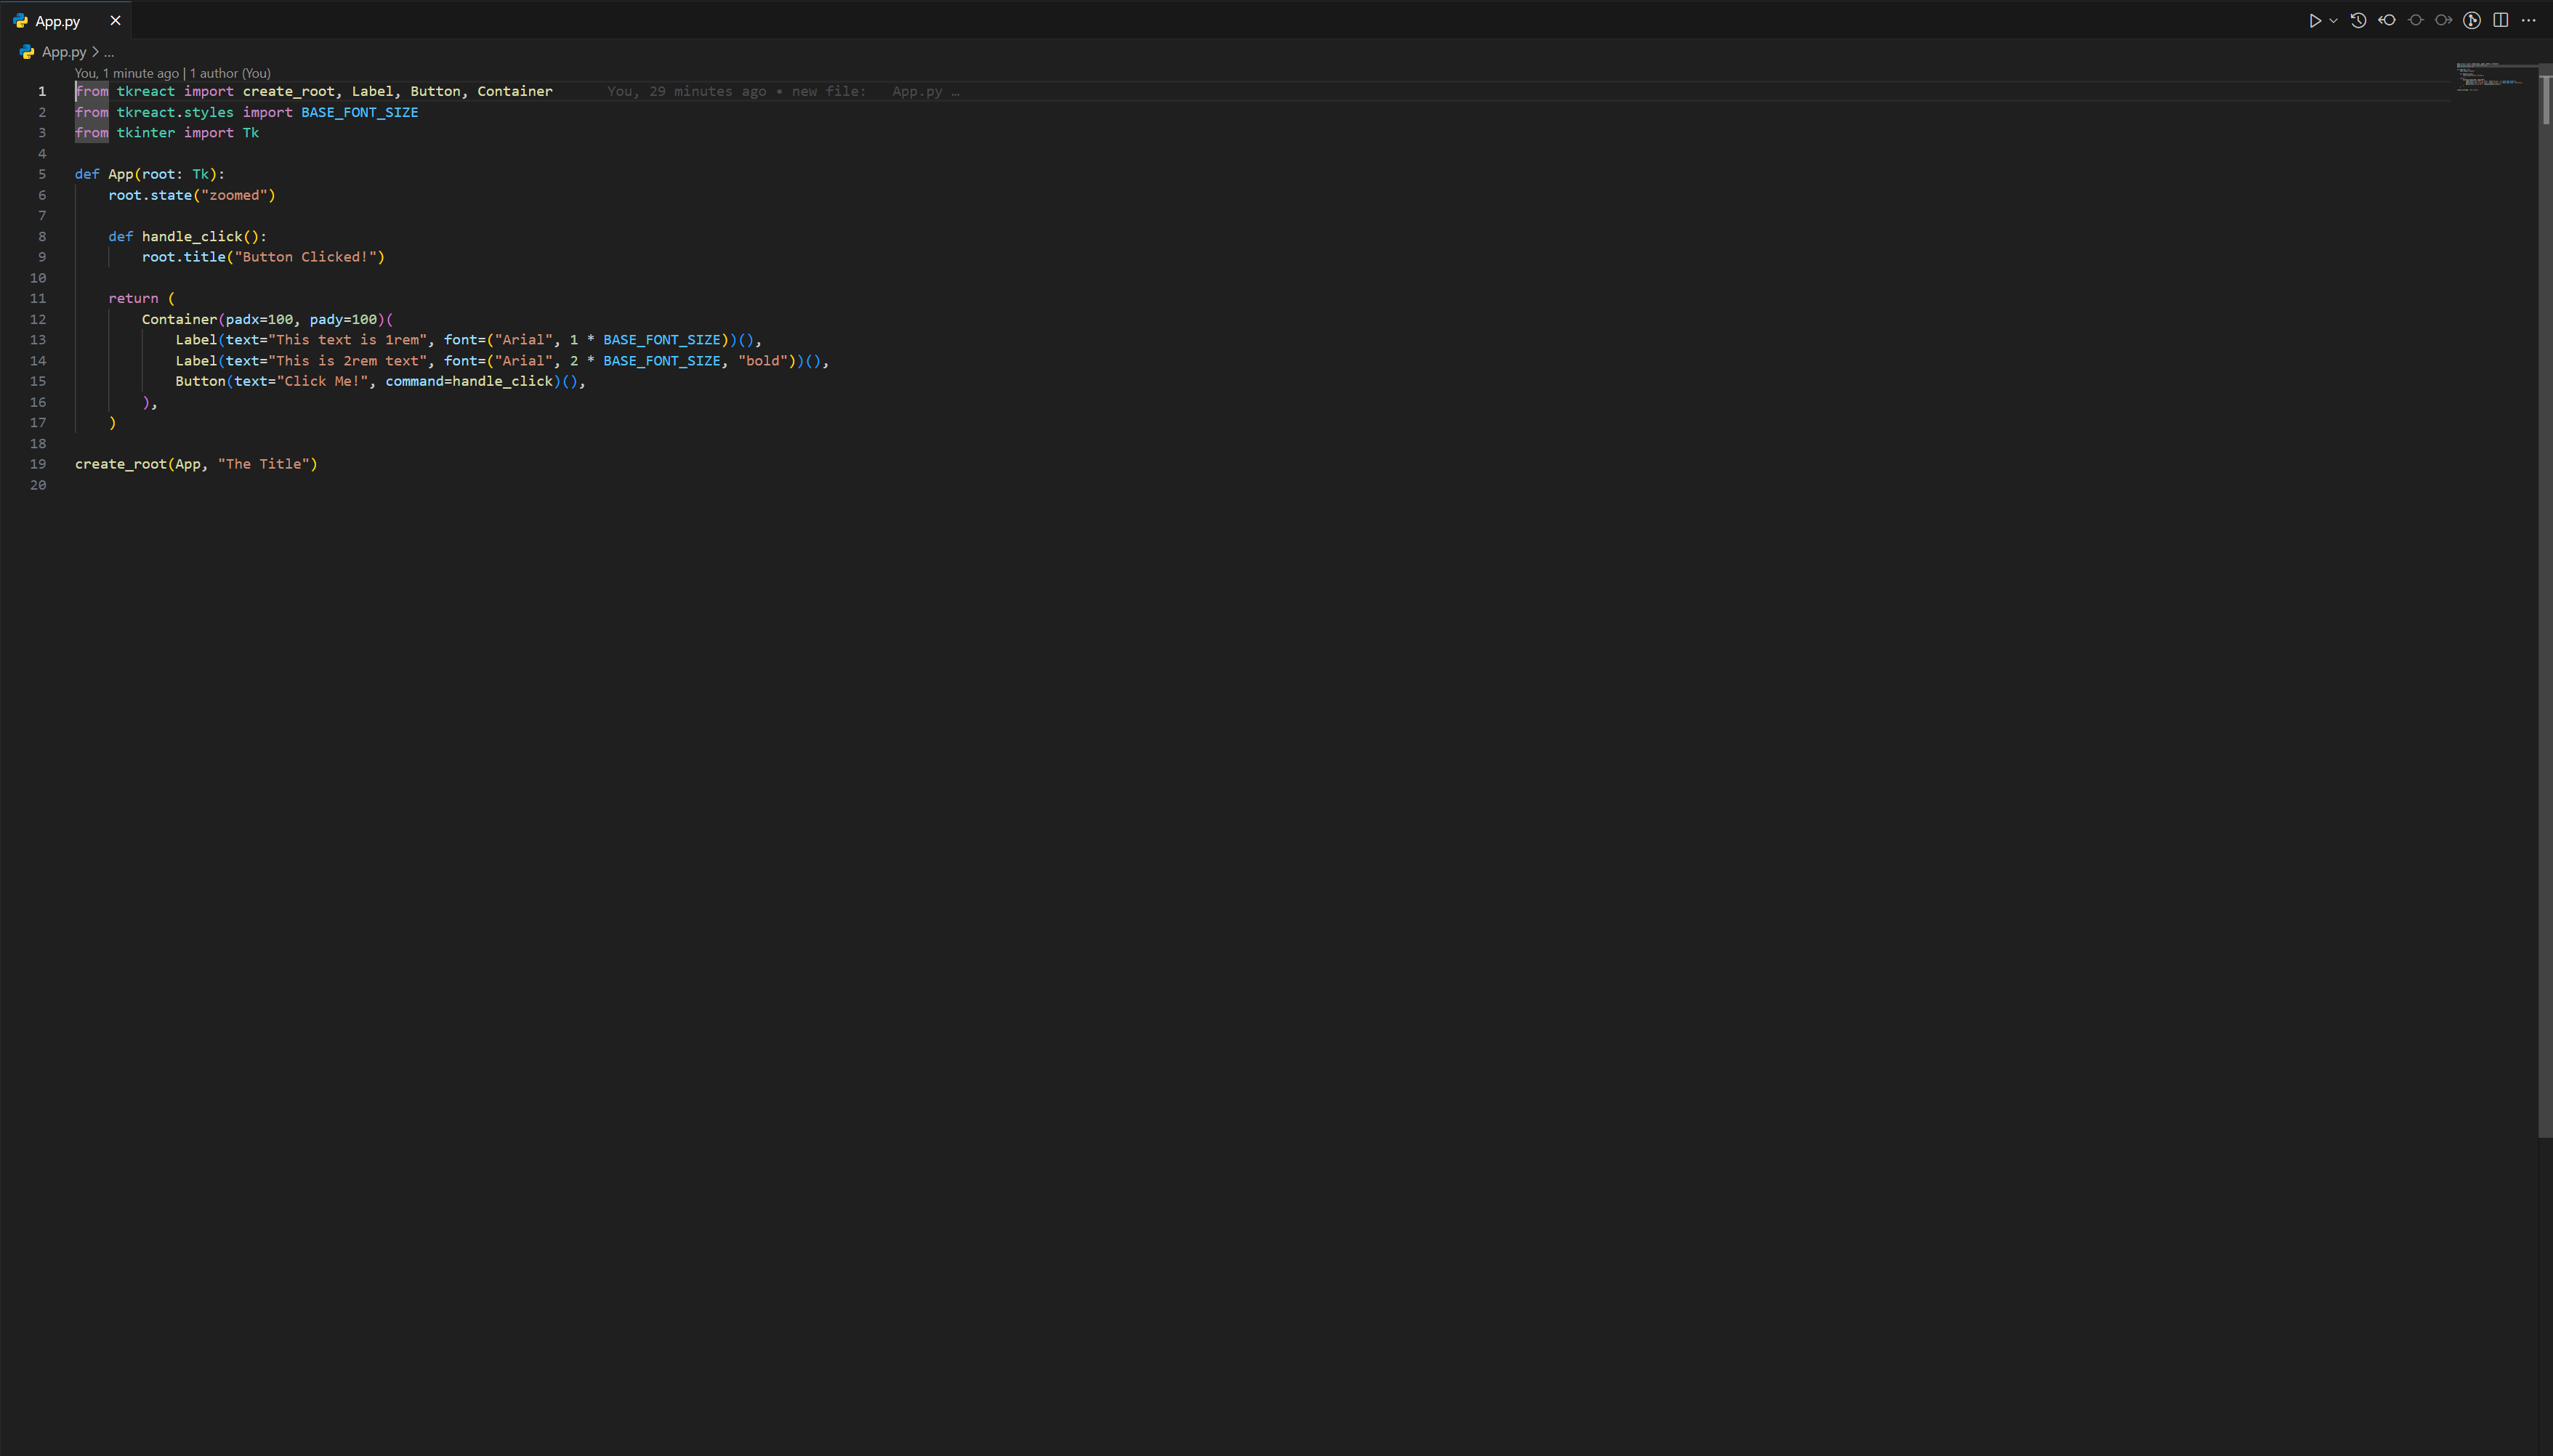 App.py
App.py > ...
You, 1 minute ago | 1 author (You)
1 from tkreact import create_root, Label, Button, Container You, 29 minutes ago • new file: App.py …
2 from tkreact.styles import BASE_FONT_SIZE
3 from tkinter import Tk
4
5 def App(root: Tk):
6     root.state("zoomed")
7
8     def handle_click():
9         root.title("Button Clicked!")
10
11     return (
12         Container(padx=100, pady=100)(
13             Label(text="This text is 1rem", font=("Arial", 1 * BASE_FONT_SIZE))(),
14             Label(text="This is 2rem text", font=("Arial", 2 * BASE_FONT_SIZE, "bold"))(),
15             Button(text="Click Me!", command=handle_click)(),
16         ),
17     )
18
19 create_root(App, "The Title")
20